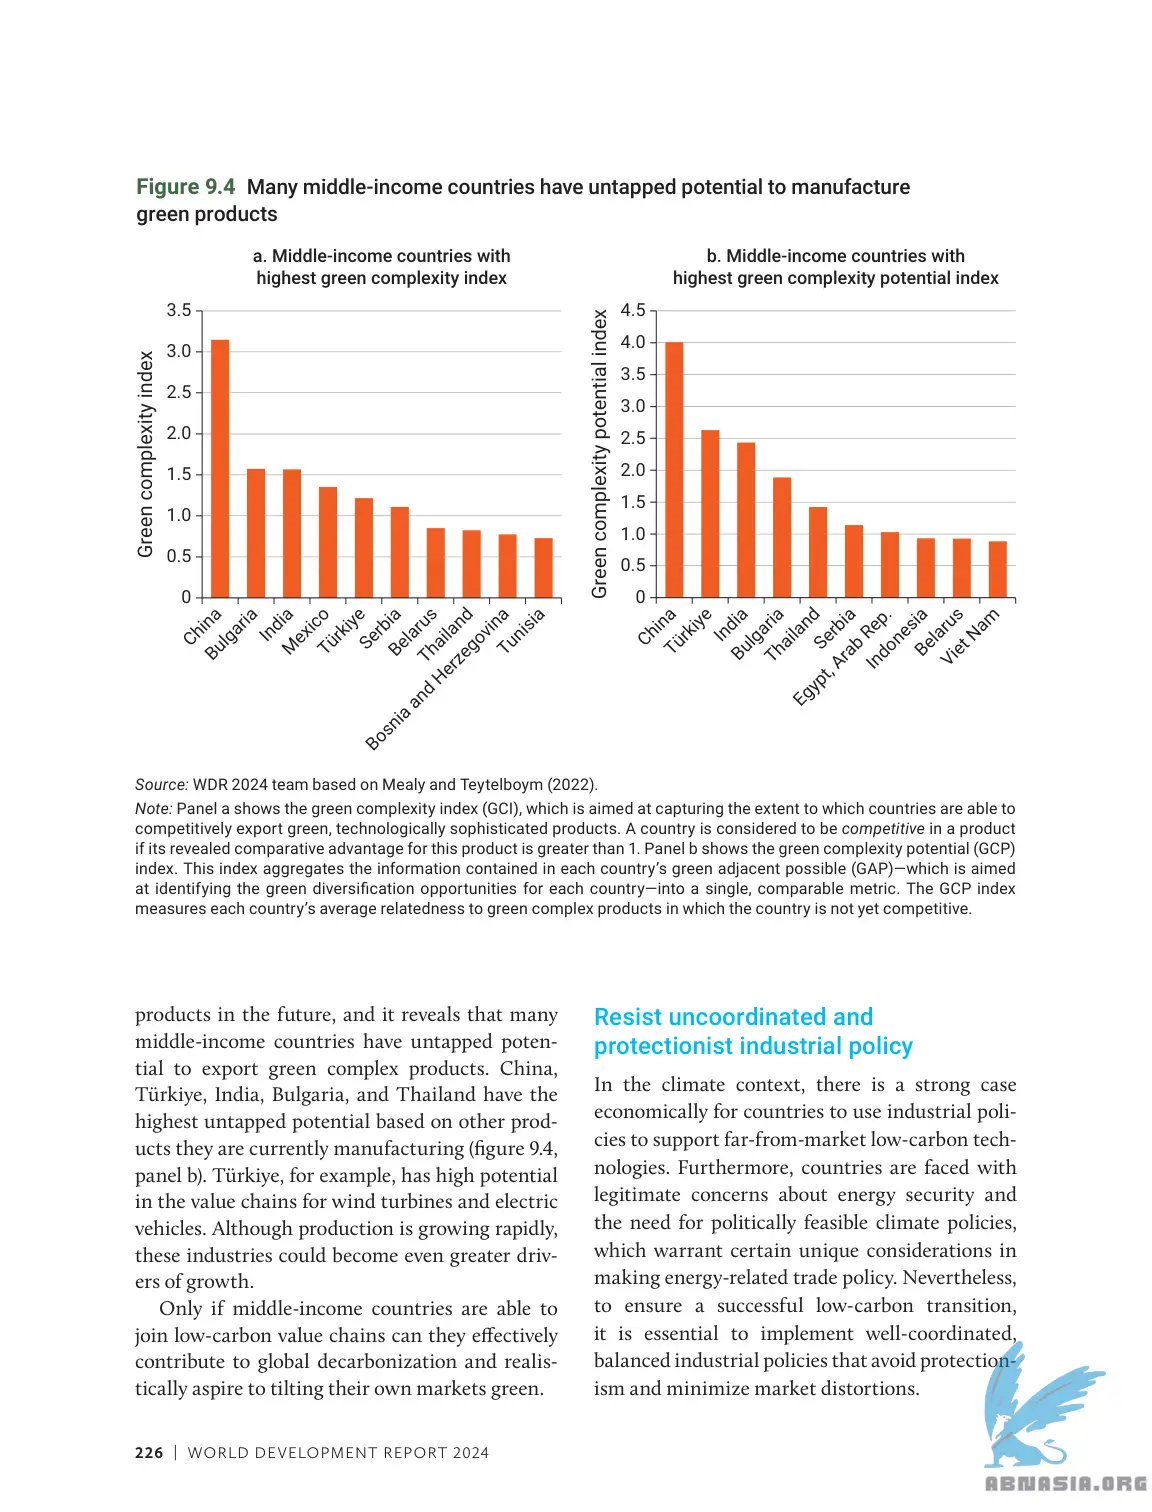 Figure 9.4 Many middle-income countries have untapped potential to manufacture
green products
a. Middle-income countries with
highest green complexity index
Green complexity index
3.5
3.0
2.5
2.0
1.5
1.0
0.5
0
China
Bulgaria
India
Mexico
Türkiye
Serbia
Belarus
Thailand
Bosnia and Herzegovina
Tunisia
b. Middle-income countries with
highest green complexity potential index
Green complexity potential index
4.5
4.0
3.5
3.0
2.5
2.0
1.5
1.0
0.5
0
China
Türkiye
India
Bulgaria
Thailand
Serbia
Egypt, Arab Rep.
Indonesia
Belarus
Viet Nam
Source: WDR 2024 team based on Mealy and Teytelboym (2022).
Note: Panel a shows the green complexity index (GCI), which is aimed at capturing the extent to which countries are able to
competitively export green, technologically sophisticated products. A country is considered to be competitive in a product
if its revealed comparative advantage for this product is greater than 1. Panel b shows the green complexity potential (GCP)
index. This index aggregates the information contained in each country’s green adjacent possible (GAP)—which is aimed
at identifying the green diversification opportunities for each country—into a single, comparable metric. The GCP index
measures each country’s average relatedness to green complex products in which the country is not yet competitive.
products in the future, and it reveals that many
middle-income countries have untapped poten-
tial to export green complex products. China,
Türkiye, India, Bulgaria, and Thailand have the
highest untapped potential based on other prod-
ucts they are currently manufacturing (figure 9.4,
panel b). Türkiye, for example, has high potential
in the value chains for wind turbines and electric
vehicles. Although production is growing rapidly,
these industries could become even greater driv-
ers of growth.
Only if middle-income countries are able to
join low-carbon value chains can they effectively
contribute to global decarbonization and realis-
tically aspire to tilting their own markets green.
Resist uncoordinated and
protectionist industrial policy
In the climate context, there is a strong case
economically for countries to use industrial poli-
cies to support far-from-market low-carbon tech-
nologies. Furthermore, countries are faced with
legitimate concerns about energy security and
the need for politically feasible climate policies,
which warrant certain unique considerations in
making energy-related trade policy. Nevertheless,
to ensure a successful low-carbon transition,
it is essential to implement well-coordinated,
balanced industrial policies that avoid protection-
ism and minimize market distortions.
226 | WORLD DEVELOPMENT REPORT 2024
ABNASIA.ORG